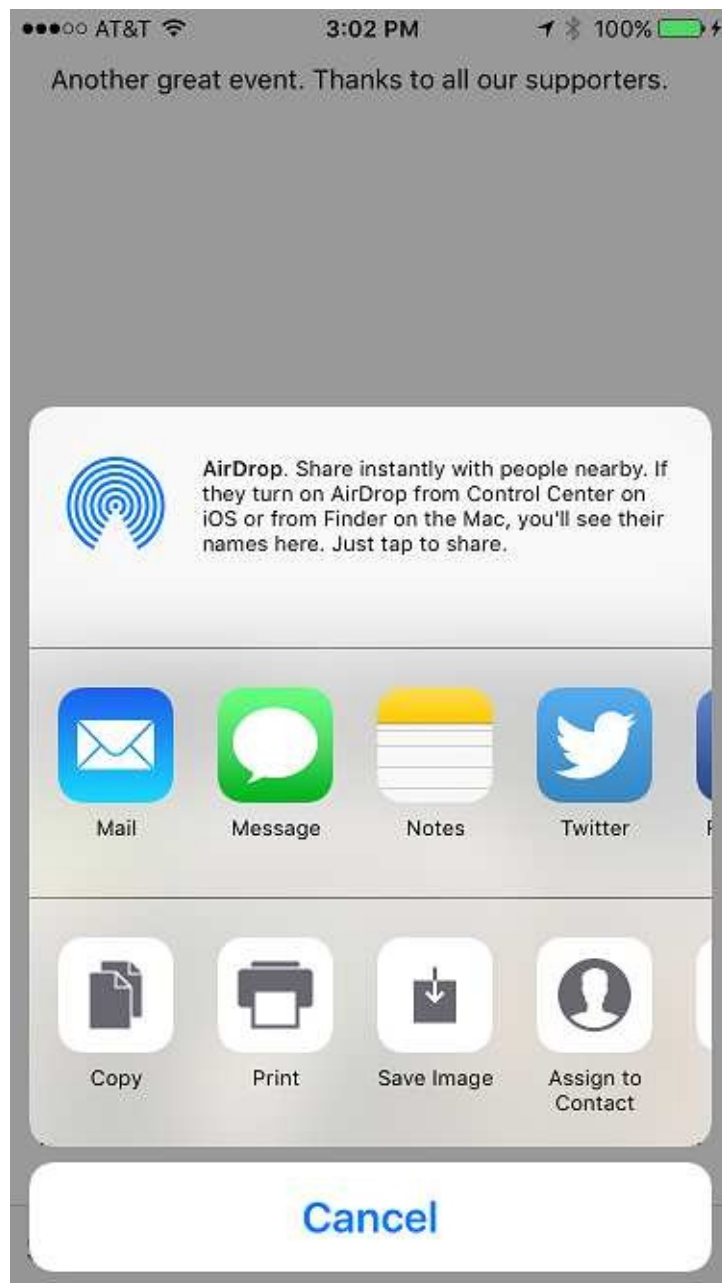 AT&T 3:02 PM 100%
Another great event. Thanks to all our supporters.
AirDrop. Share instantly with people nearby. If
they turn on AirDrop from Control Center on
iOS or from Finder on the Mac, you'll see their
names here. Just tap to share.
Mail Message Notes Twitter
Copy Print Save Image Assign to
Contact
Cancel